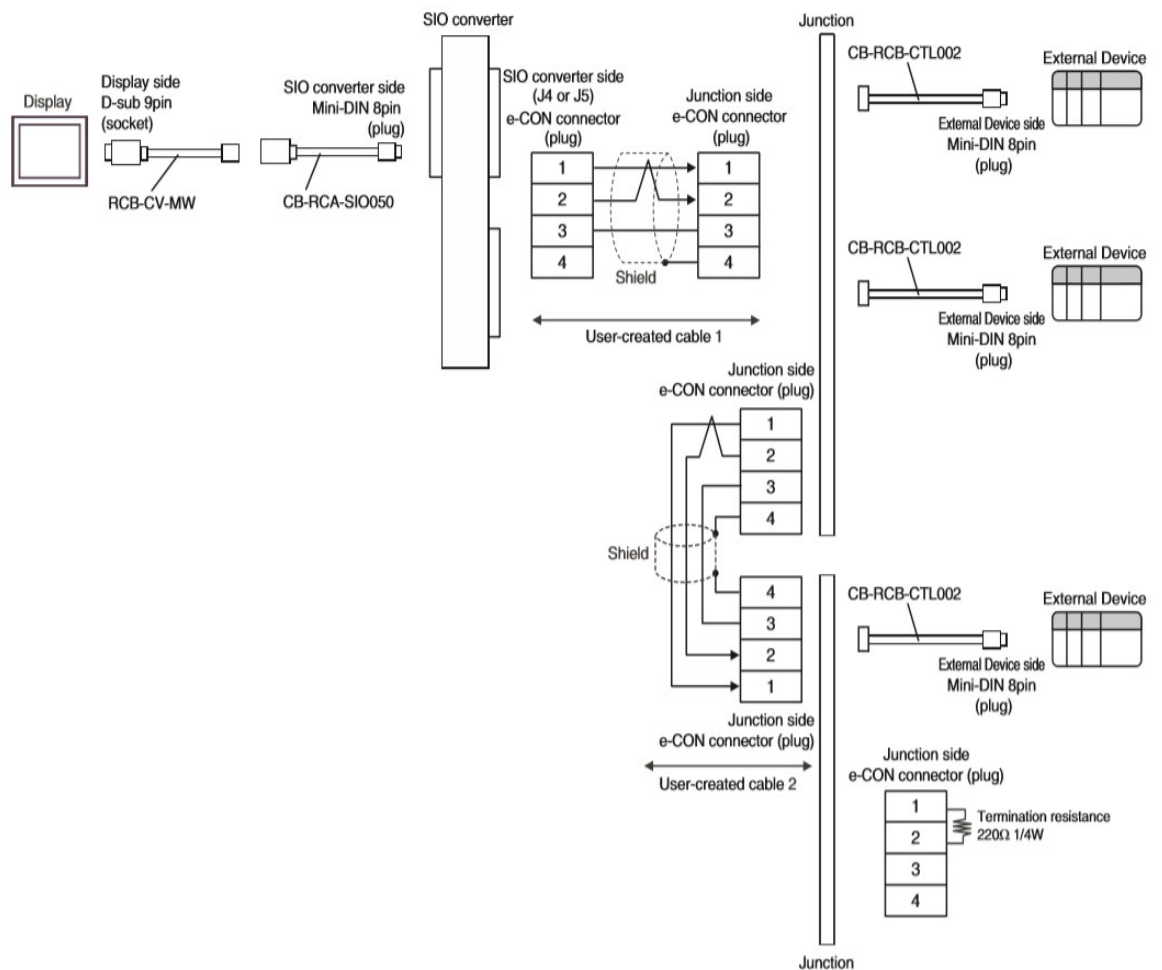 SIO converter
Junction
Display
Display side
D-sub 9pin
(socket)
RCB-CV-MW
SIO converter side
Mini-DIN 8pin
(plug)
CB-RCA-SIO050
SIO converter side
(J4 or J5)
e-CON connector
(plug)
1
2
3
4
Junction side
e-CON connector
(plug)
1
2
3
4
Shield
User-created cable 1
CB-RCB-CTL002
External Device
External Device side
Mini-DIN 8pin
(plug)
CB-RCB-CTL002
External Device
External Device side
Mini-DIN 8pin
(plug)
Junction side
e-CON connector (plug)
1
2
3
4
Shield
4
3
2
1
Junction side
e-CON connector (plug)
User-created cable 2
CB-RCB-CTL002
External Device
External Device side
Mini-DIN 8pin
(plug)
Junction side
e-CON connector (plug)
1
2
3
4
Termination resistance
220Ω 1/4W
Junction